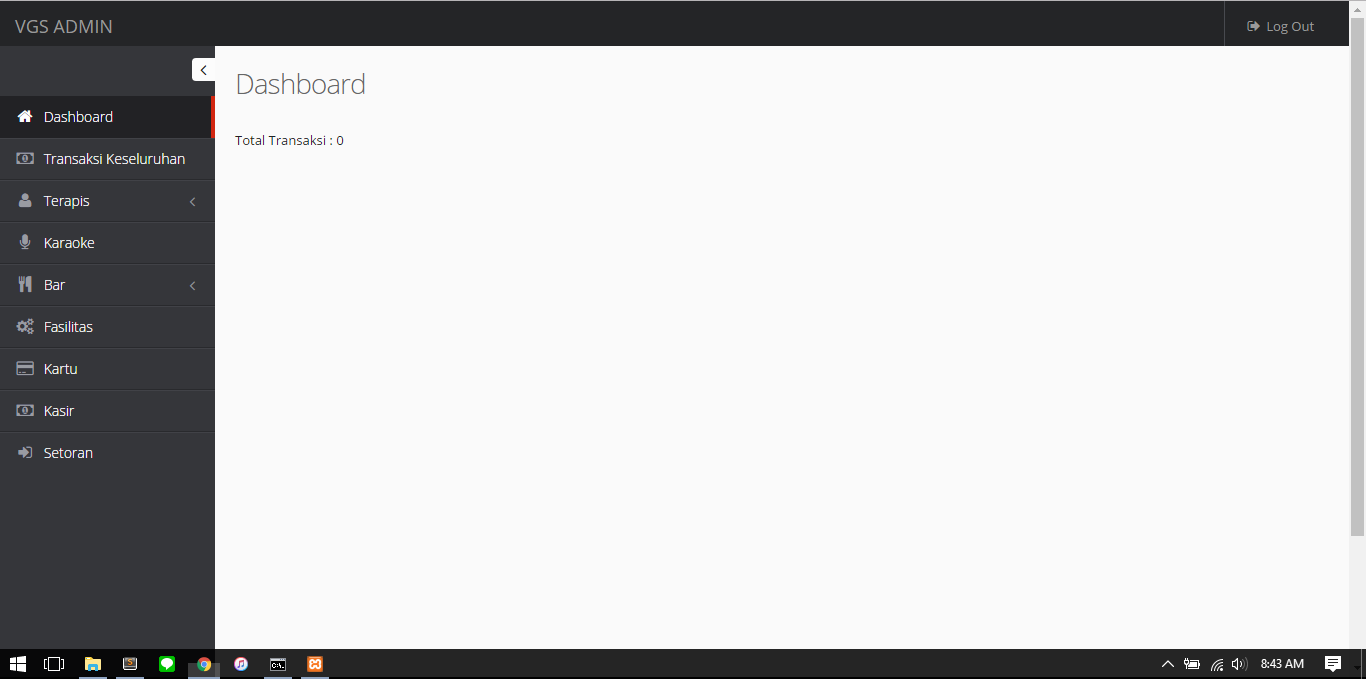 VGS ADMIN
Log Out
Dashboard
Transaksi Keseluruhan
Terapis
Karaoke
Bar
Fasilitas
Kartu
Kasir
Setoran
Dashboard
Total Transaksi : 0
8:43 AM